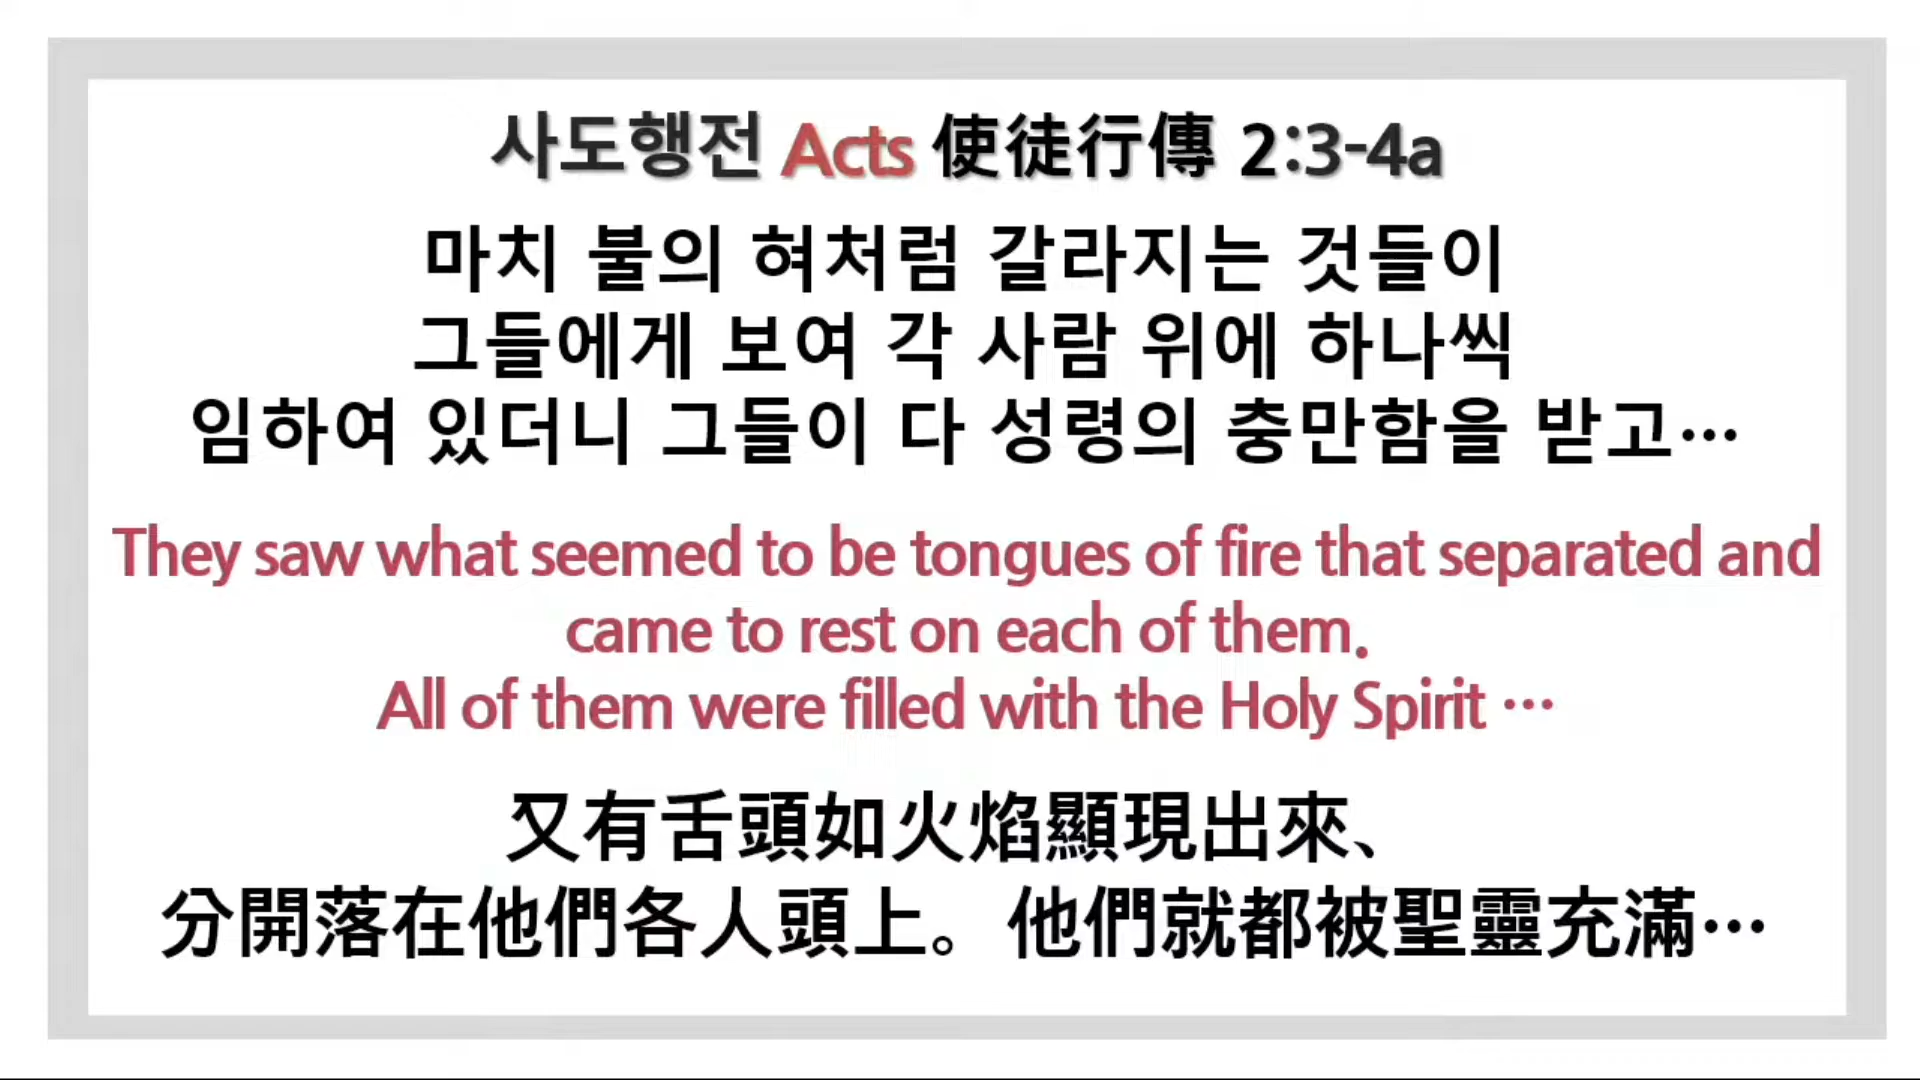 사도행전 Acts 使徒行傳 2:3-4a
마치 불의 혀처럼 갈라지는 것들이
그들에게 보여 각 사람 위에 하나씩
임하여 있더니 그들이 다 성령의 충만함을 받고…
They saw what seemed to be tongues of fire that separated and
came to rest on each of them.
All of them were filled with the Holy Spirit …
又有舌頭如火焰顯現出來、
分開落在他們各人頭上。他們就都被聖靈充滿…